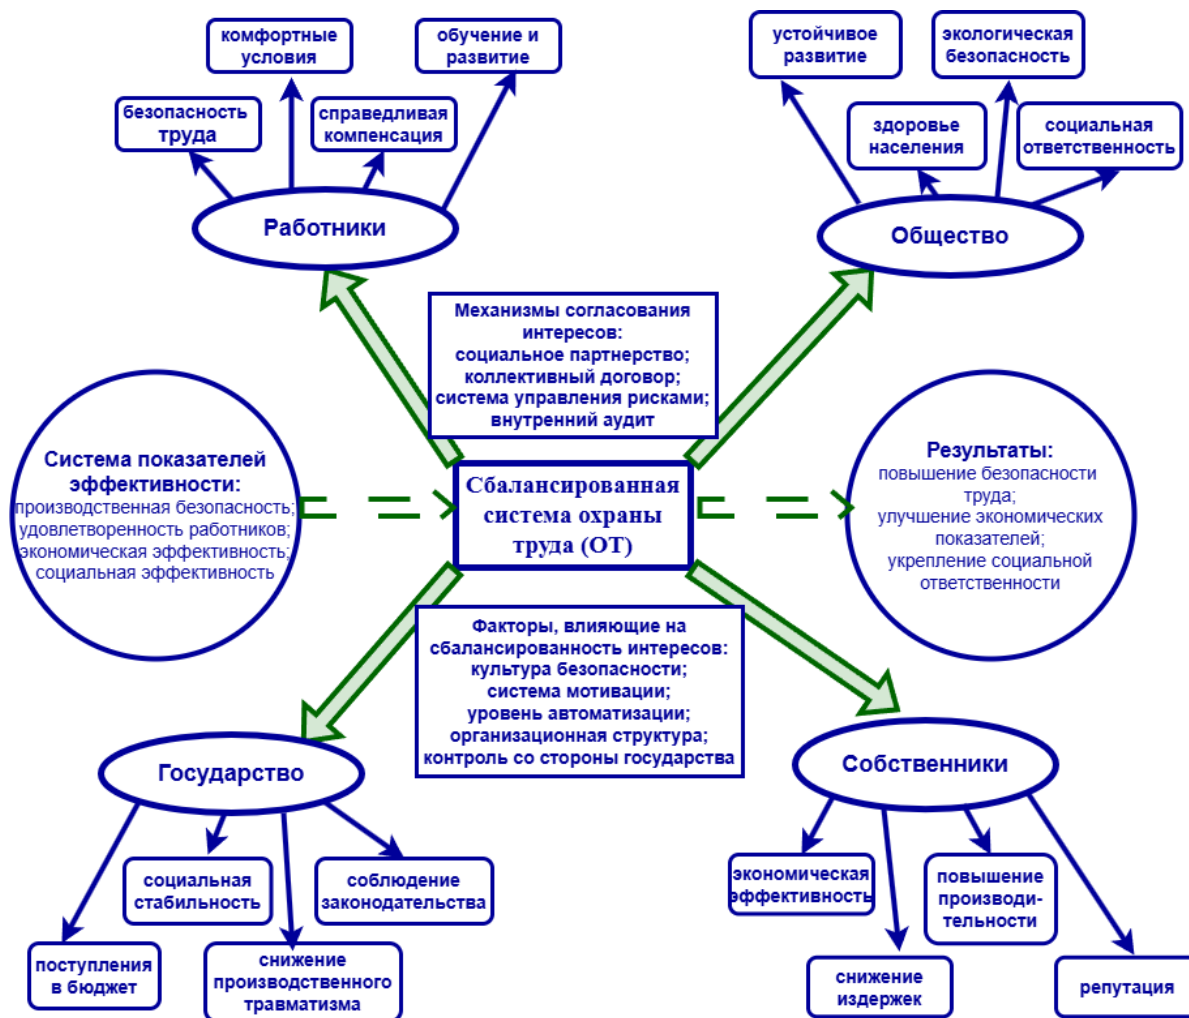 комфортные
условия
обучение и
развитие
безопасность
труда
справедливая
компенсация
Работники
устойчивое
развитие
экологическая
безопасность
здоровье
населения
социальная
ответственность
Общество
Механизмы согласования
интересов:
социальное партнерство;
коллективный договор;
система управления рисками;
внутренний аудит
Система показателей
эффективности:
производственная безопасность;
удовлетворенность работников;
экономическая эффективность;
социальная эффективность
Сбалансированная
система охраны
труда (ОТ)
Результаты:
повышение безопасности
труда;
улучшение экономических
показателей;
укрепление социальной
ответственности
Факторы, влияющие на
сбалансированность интересов:
культура безопасности;
система мотивации;
уровень автоматизации;
организационная структура;
контроль со стороны государства
Государство
социальная
стабильность
соблюдение
законодательства
поступления
в бюджет
снижение
производственного
травматизма
Собственники
экономическая
эффективность
повышение
производи-
тельности
снижение
издержек
репутация